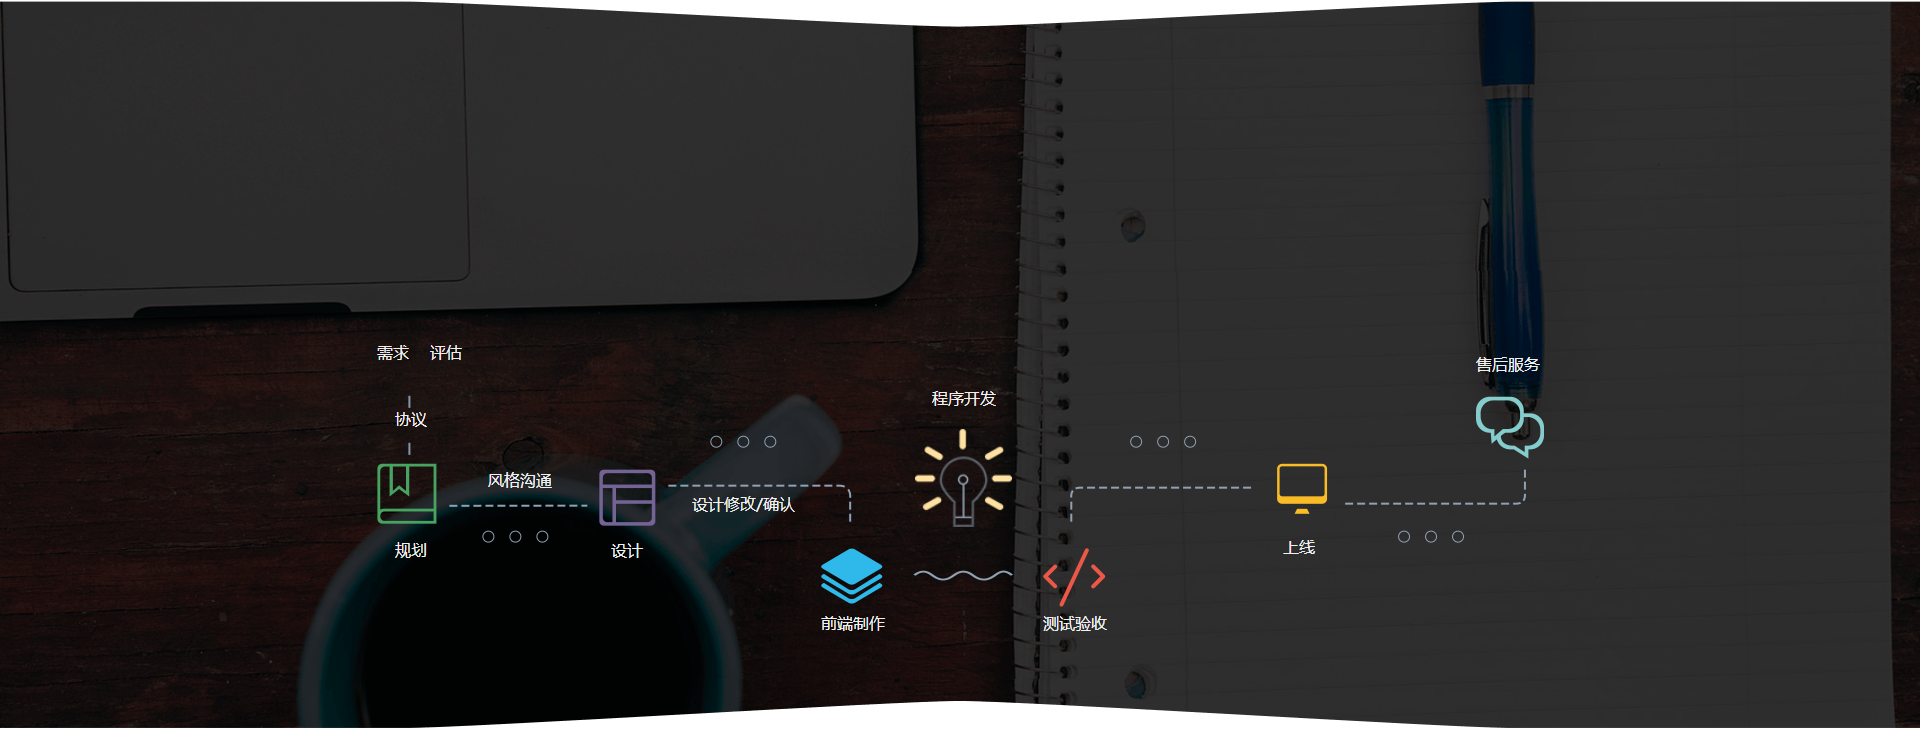 需求 评估
协议
规划
风格沟通
设计
设计修改/确认
前端制作
程序开发
测试验收
上线
售后服务